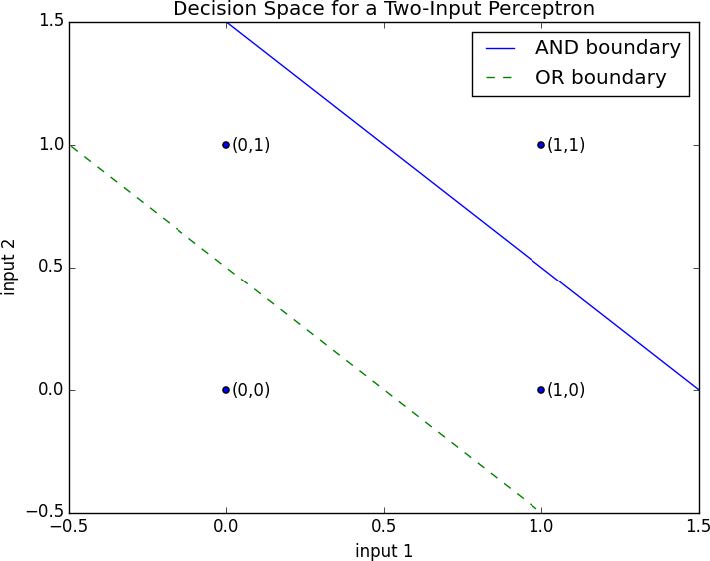 Decision Space for a Two-Input Perceptron
1.5
AND boundary
OR boundary
1.0
(0,1)
(1,1)
input 2
0.5
0.0
(0,0)
(1,0)
−0.5
−0.5
0.0
0.5
1.0
1.5
input 1